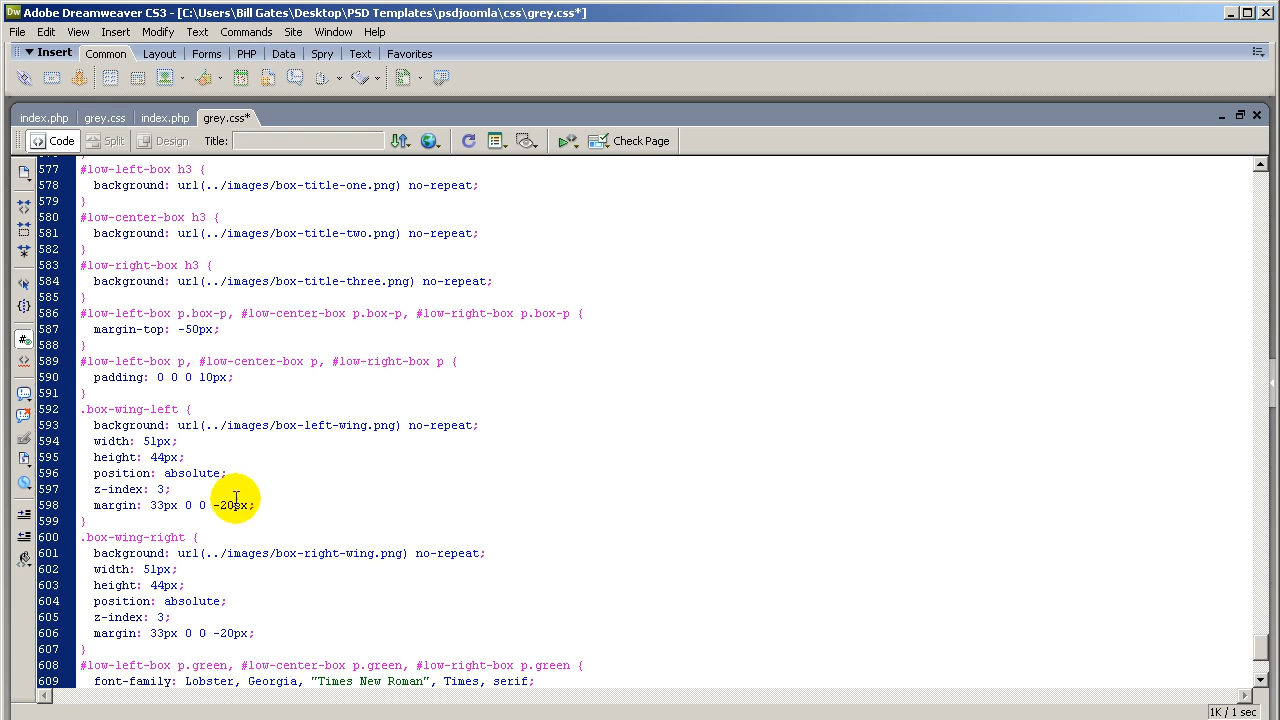 Adobe Dreamweaver CS3 - [C:\Users\Bill Gates\Desktop\PSD Templates\psdjoomla\css\grey.css*]
File Edit View Insert Modify Text Commands Site Window Help
Insert Common Layout Forms PHP Data Spry Text Favorites
index.php grey.css index.php grey.css*
Code Split Design Title: Check Page
577 #low-left-box h3 {
578 background: url(../images/box-title-one.png) no-repeat;
579 }
580 #low-center-box h3 {
581 background: url(../images/box-title-two.png) no-repeat;
582 }
583 #low-right-box h3 {
584 background: url(../images/box-title-three.png) no-repeat;
585 }
586 #low-left-box p.box-p, #low-center-box p.box-p, #low-right-box p.box-p {
587 margin-top: -50px;
588 }
589 #low-left-box p, #low-center-box p, #low-right-box p {
590 padding: 0 0 0 10px;
591 }
592 .box-wing-left {
593 background: url(../images/box-left-wing.png) no-repeat;
594 width: 51px;
595 height: 44px;
596 position: absolute;
597 z-index: 3;
598 margin: 33px 0 0 -20px;
599 }
600 .box-wing-right {
601 background: url(../images/box-right-wing.png) no-repeat;
602 width: 51px;
603 height: 44px;
604 position: absolute;
605 z-index: 3;
606 margin: 33px 0 0 -20px;
607 }
608 #low-left-box p.green, #low-center-box p.green, #low-right-box p.green {
609 font-family: Lobster, Georgia, "Times New Roman", Times, serif;
1K / 1 sec